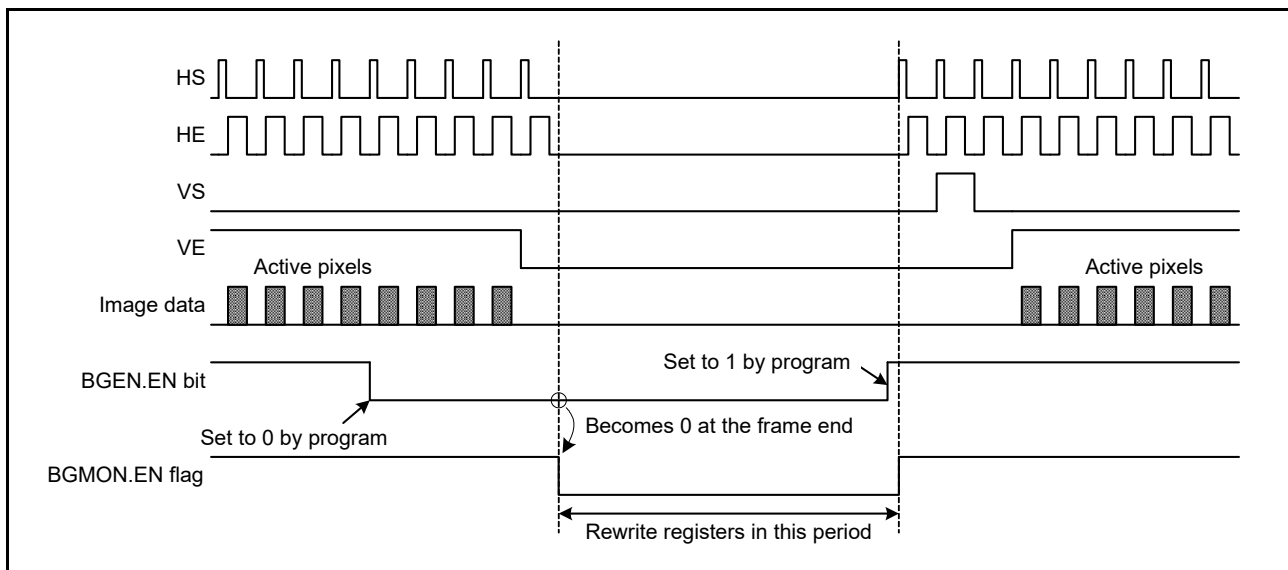 HS
HE
VS
VE
Active pixels
Active pixels
Image data
Set to 1 by program
BGEN.EN bit
Becomes 0 at the frame end
Set to 0 by program
BGMON.EN flag
Rewrite registers in this period